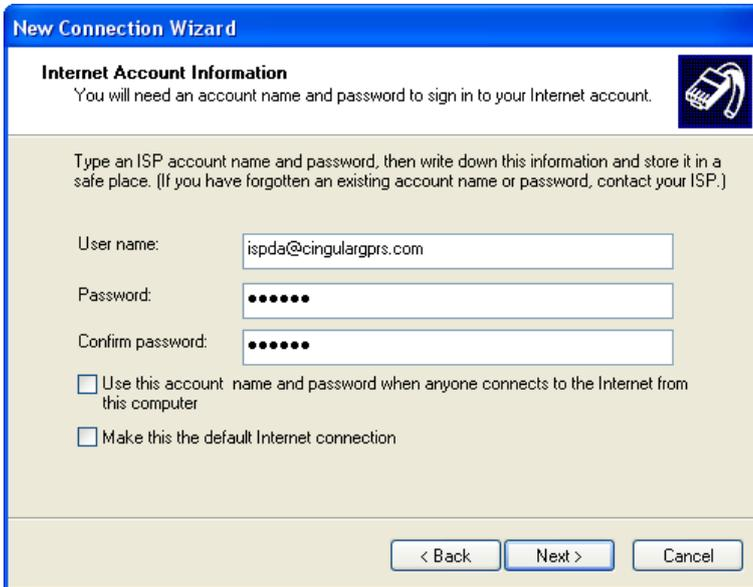 New Connection Wizard
Internet Account Information
You will need an account name and password to sign in to your Internet account.
Type an ISP account name and password, then write down this information and store it in a
safe place. (If you have forgotten an existing account name or password, contact your ISP.)
User name:
ispda@cingulargprs.com
Password:
••••••
Confirm password:
••••••
Use this account name and password when anyone connects to the Internet from
this computer
Make this the default Internet connection
< Back
Next >
Cancel